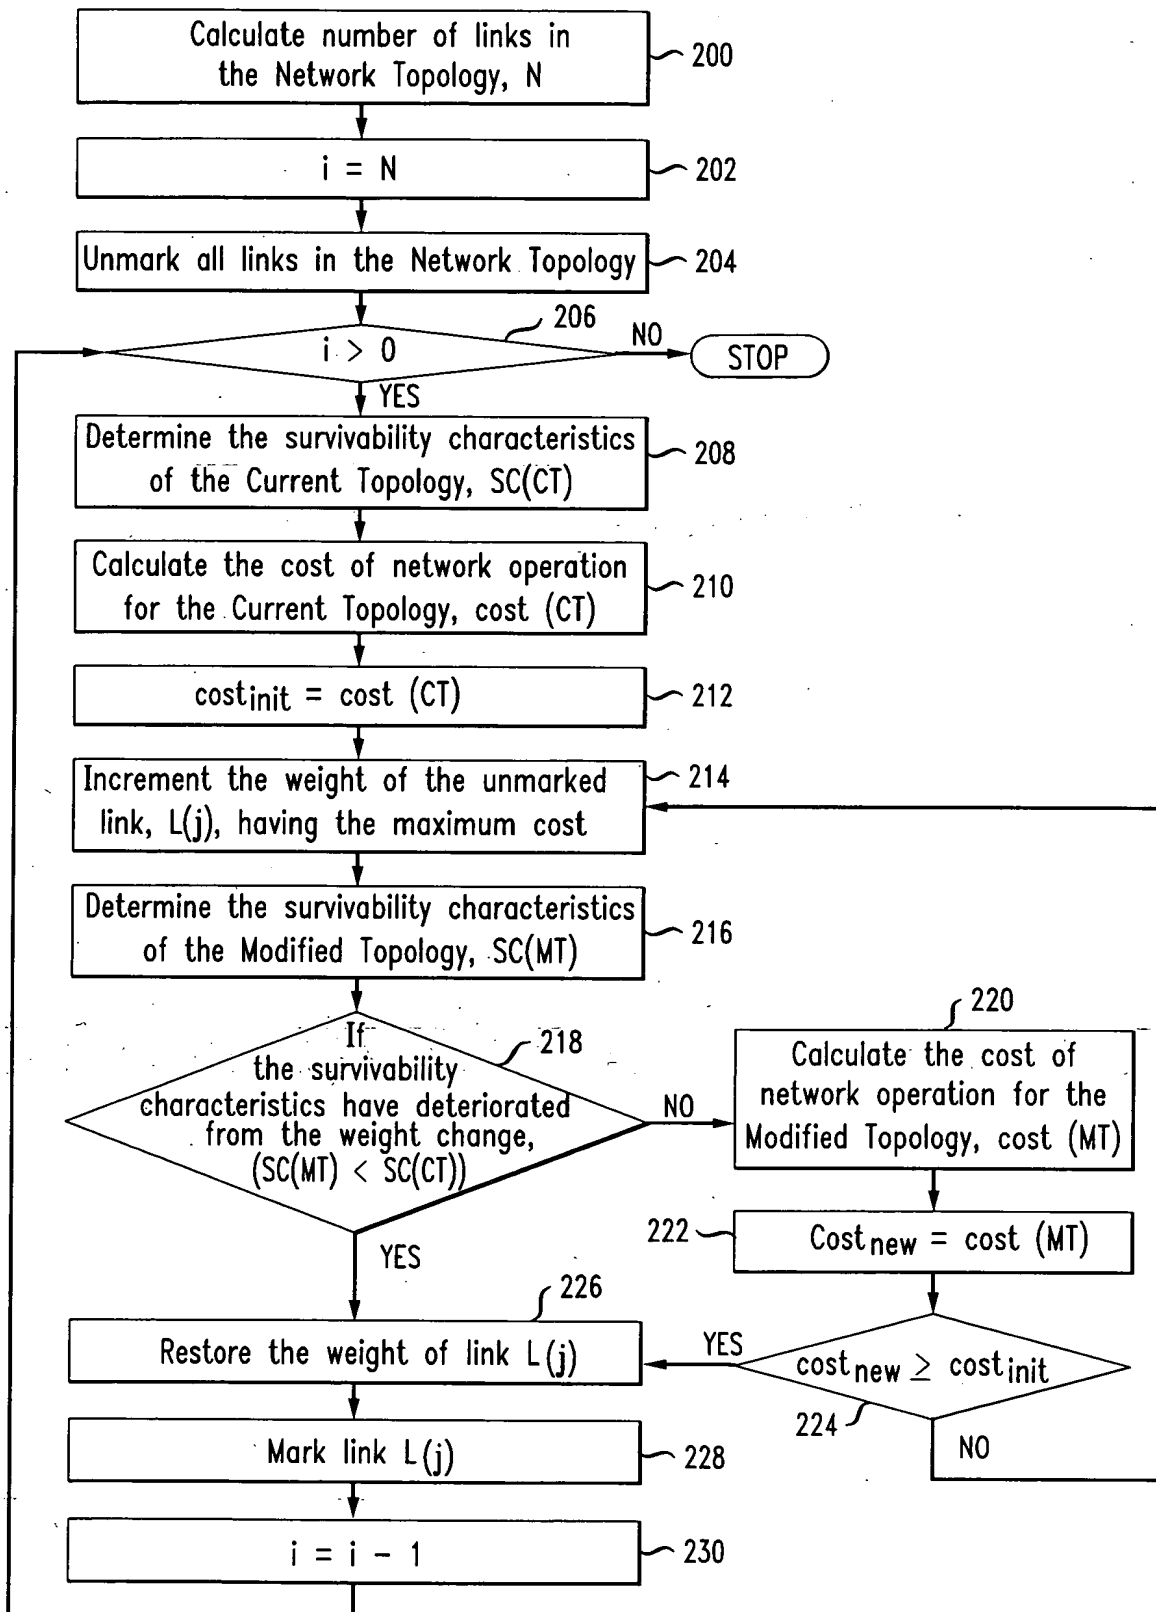 Calculate number of links in
the Network Topology, N
200
i = N
202
Unmark all links in the Network Topology
204
206
i > 0
NO
STOP
YES
Determine the survivability characteristics
of the Current Topology, SC(CT)
208
Calculate the cost of network operation
for the Current Topology, cost (CT)
210
costinit = cost (CT)
212
Increment the weight of the unmarked
link, L(j), having the maximum cost
214
Determine the survivability characteristics
of the Modified Topology, SC(MT)
216
If
the survivability
characteristics have deteriorated
from the weight change,
(SC(MT) < SC(CT))
218
NO
YES
220
Calculate the cost of
network operation for the
Modified Topology, cost (MT)
222
Costnew = cost (MT)
costnew ≥ costinit
224
YES
NO
226
Restore the weight of link L(j)
Mark link L(j)
228
i = i - 1
230